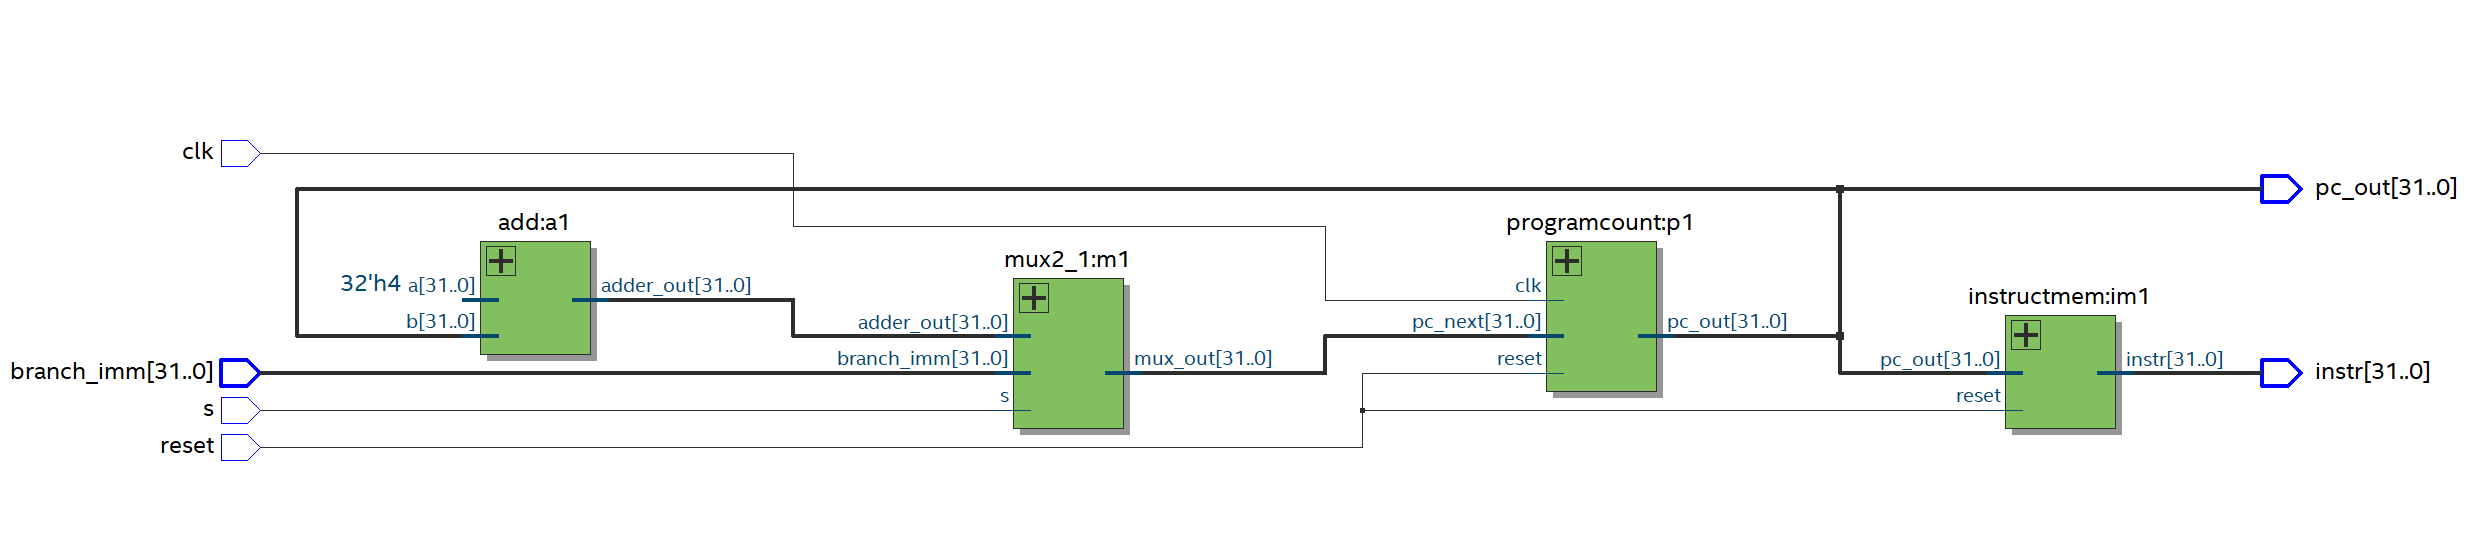 clk
pc_out[31..0]
add:a1
programcount:p1
mux2_1:m1
32'h4 a[31..0]
adder_out[31..0]
clk
instructmem:im1
b[31..0]
adder_out[31..0]
pc_next[31..0]
pc_out[31..0]
branch_imm[31..0]
branch_imm[31..0]
mux_out[31..0]
reset
pc_out[31..0]
instr[31..0]
instr[31..0]
s
s
reset
reset